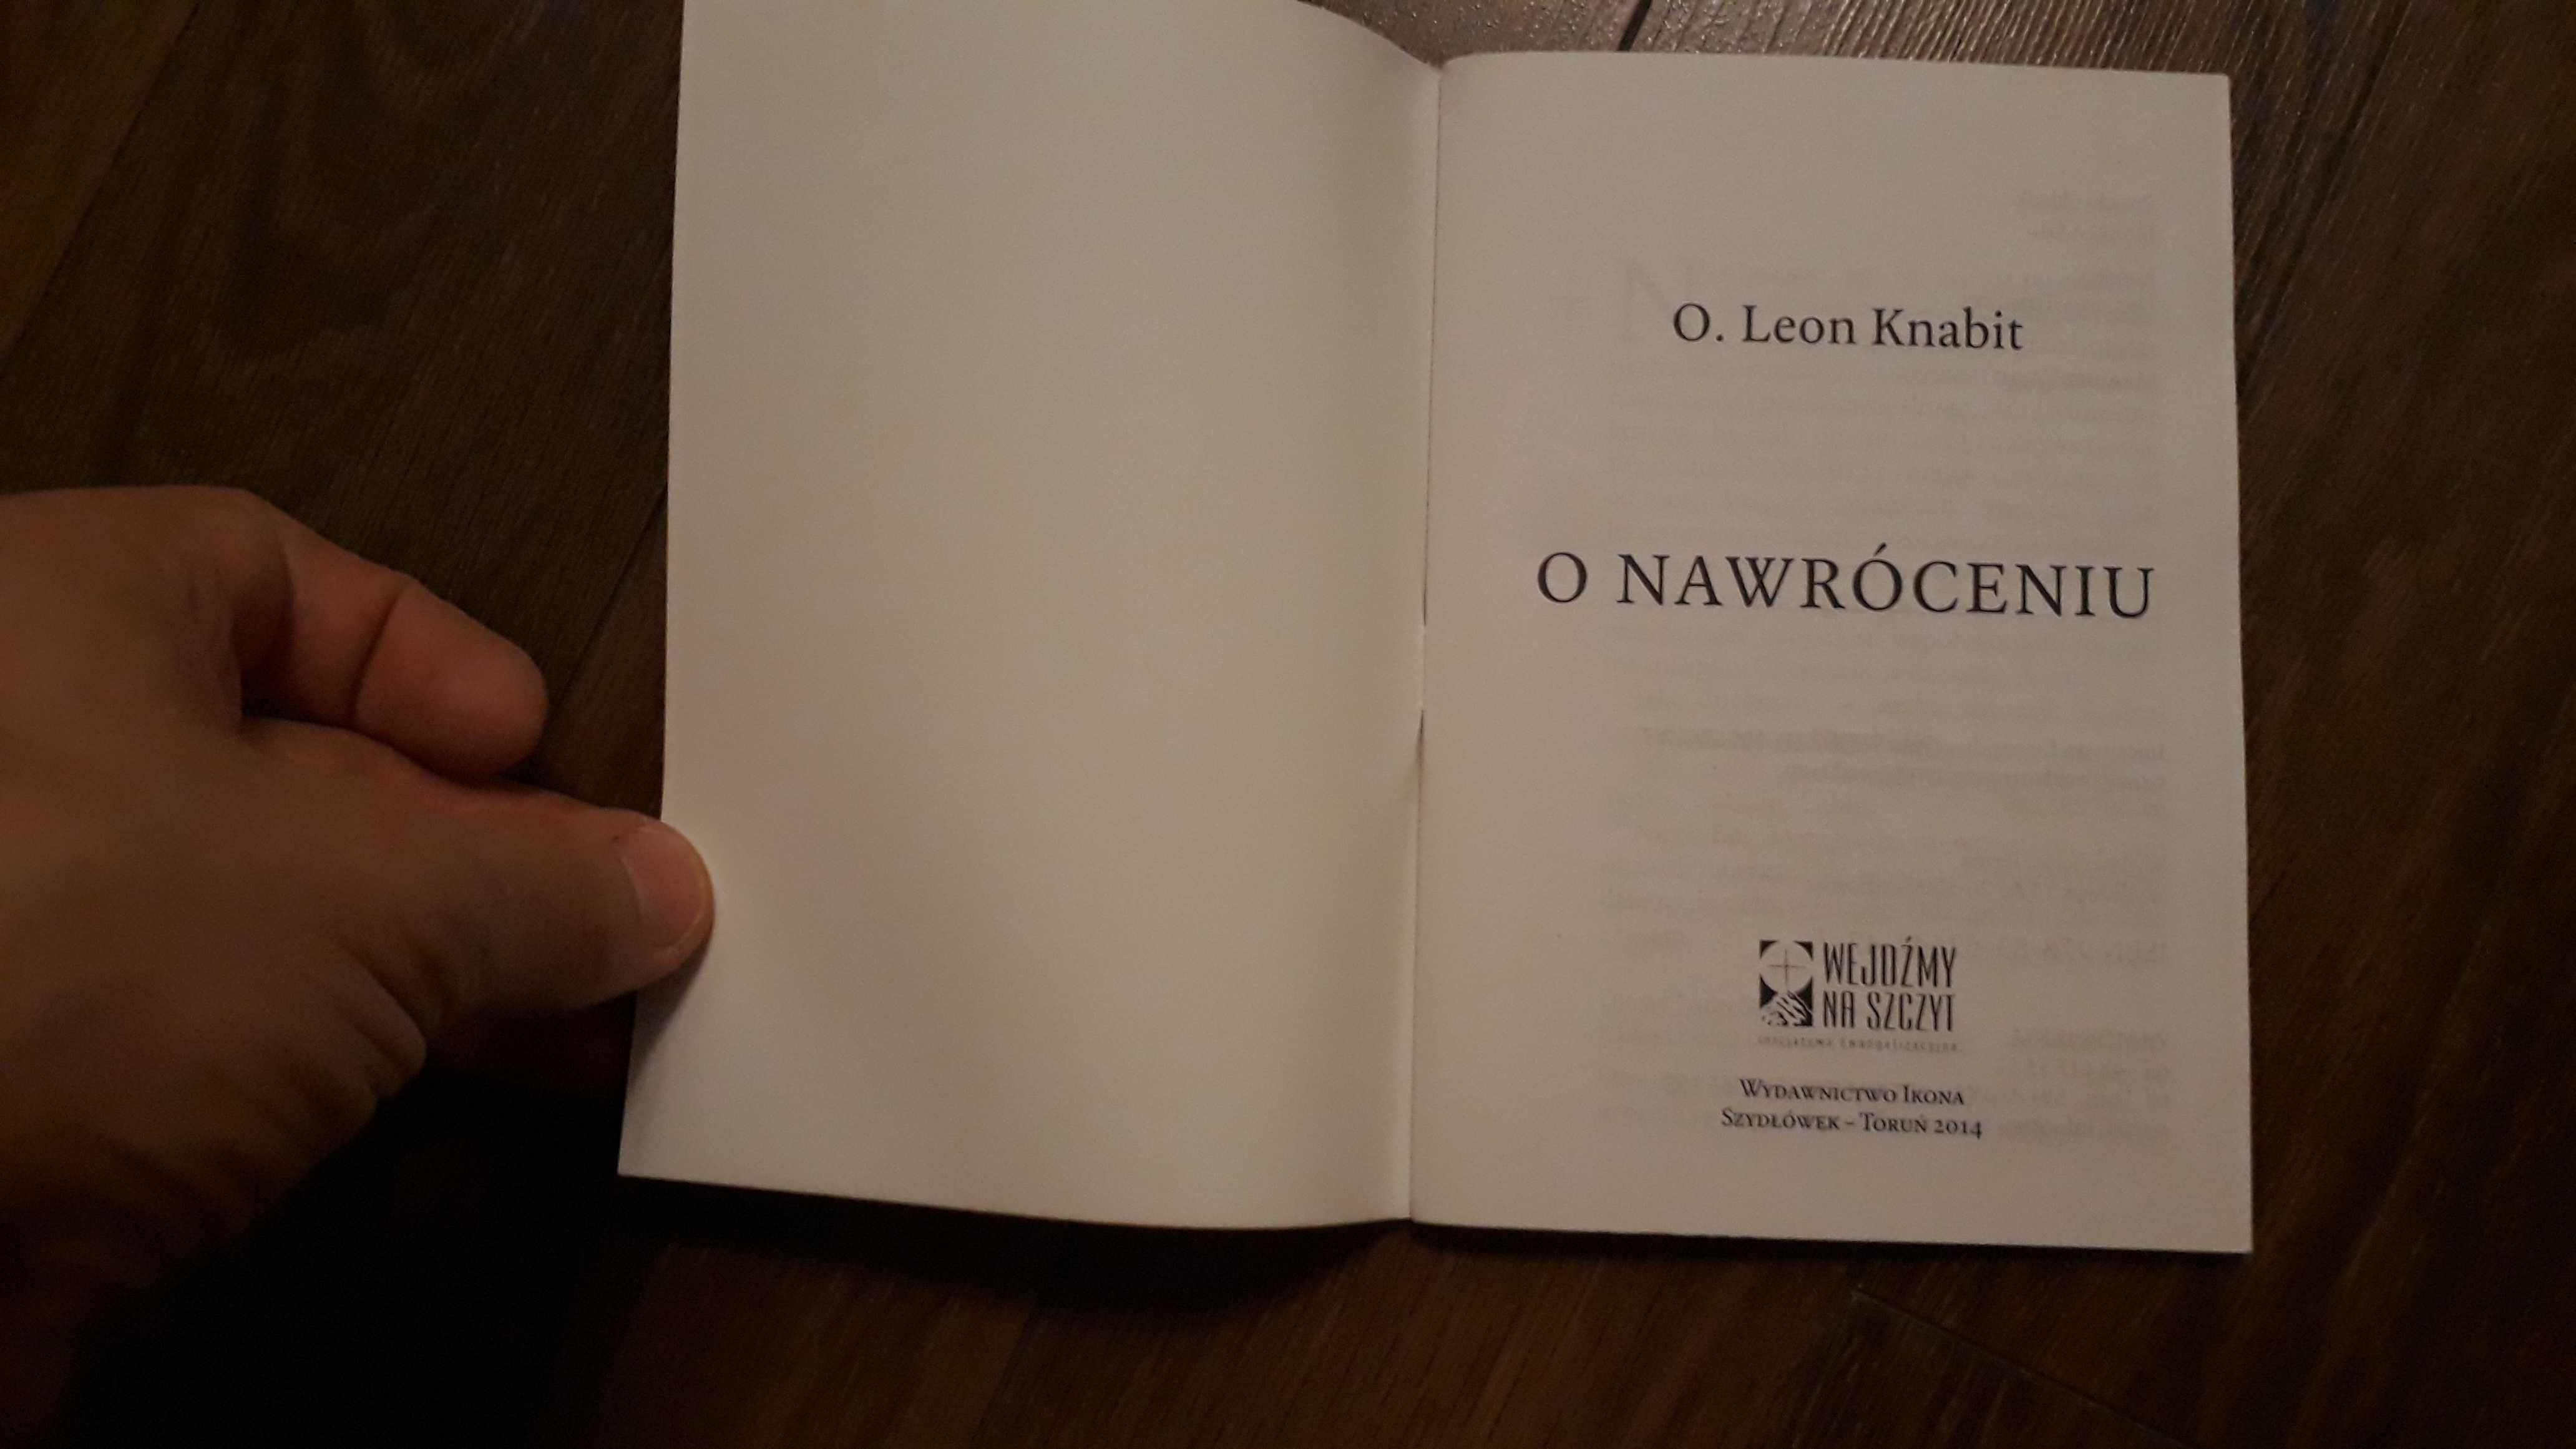 O. Leon Knabit
O NAWRÓCENIU
WEJDŹMY
NA SZCZYT
Wydawnictwo Ikona
Szydłówek – Toruń 2014